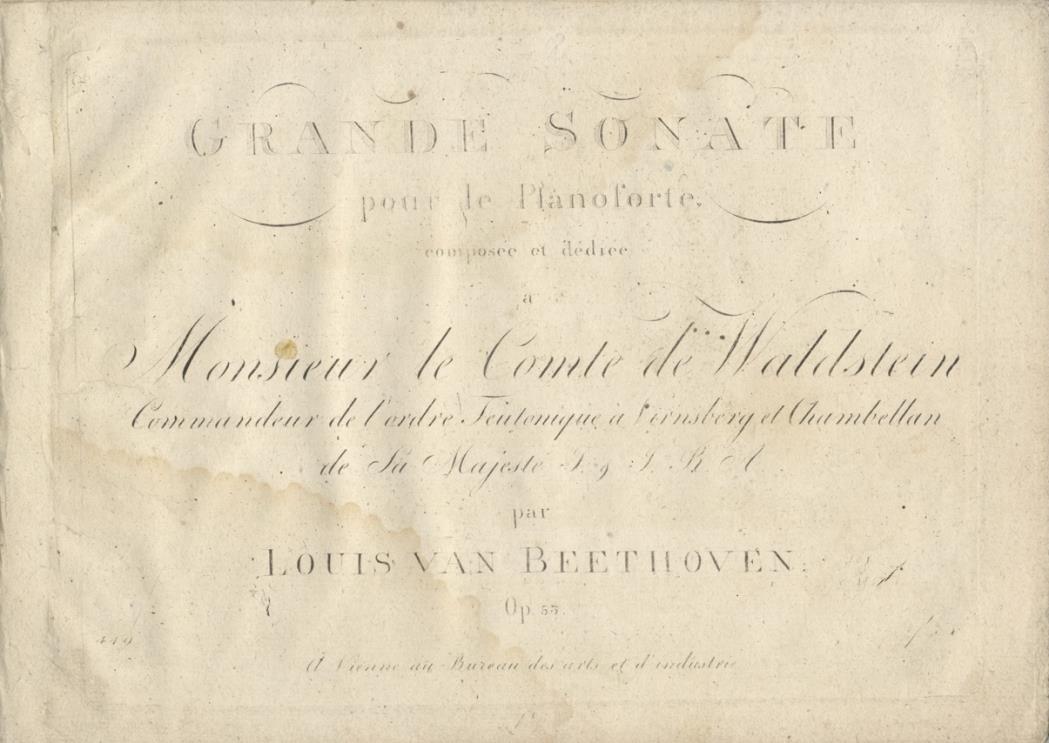 GRANDE SONATE
pour le Pianoforte.
composée et dédiée
a
Monsieur le Comte de Waldstein
Commandeur de l'ordre Teutonique à Virnsberg et Chambellan
de Sa Majesté I. & I. R. A
par
LOUIS VAN BEETHOVEN.
Op. 53.
449
À Vienne au Bureau des arts et d'industrie